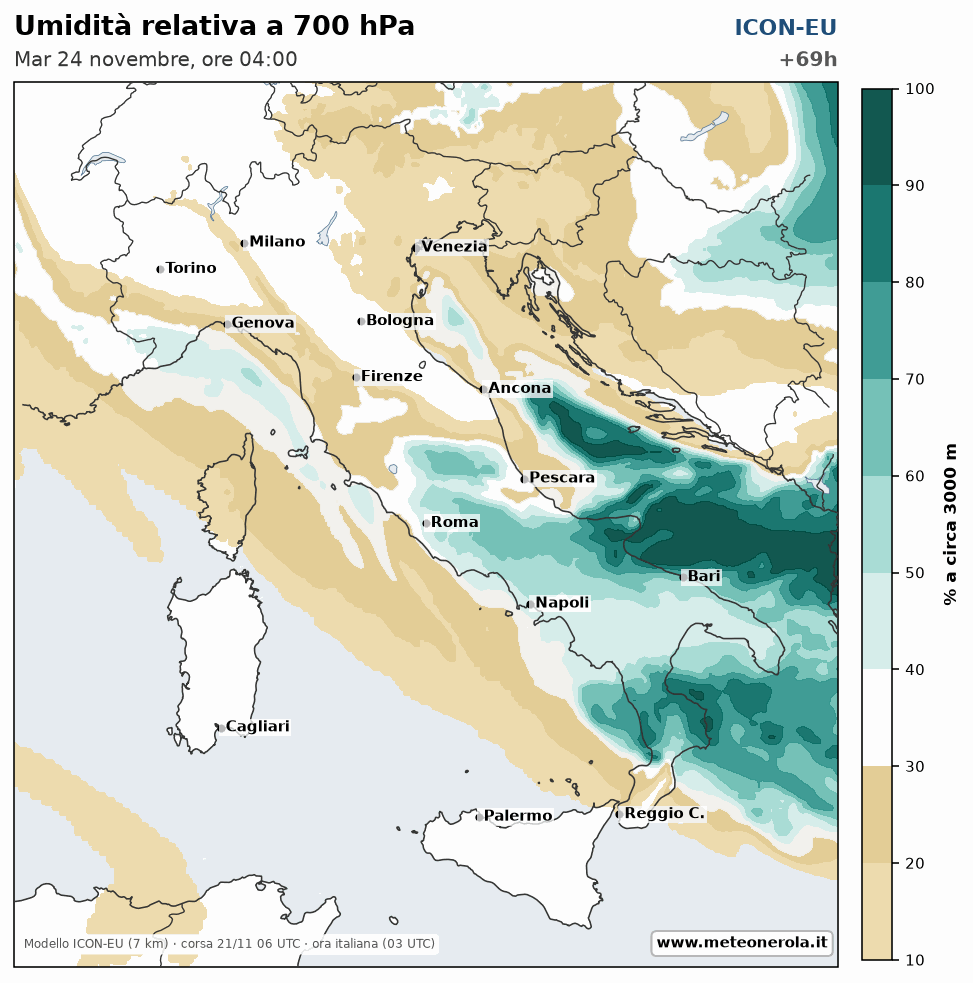 Umidità relativa a 700 hPa
ICON-EU
Mar 24 novembre, ore 04:00
+69h
Milano
Venezia
Torino
Genova
Bologna
Firenze
Ancona
Pescara
Roma
Bari
Napoli
Cagliari
Palermo
Reggio C.
Modello ICON-EU (7 km) · corsa 21/11 06 UTC · ora italiana (03 UTC)
www.meteonerola.it
100
90
80
70
60
50
40
30
20
10
% a circa 3000 m